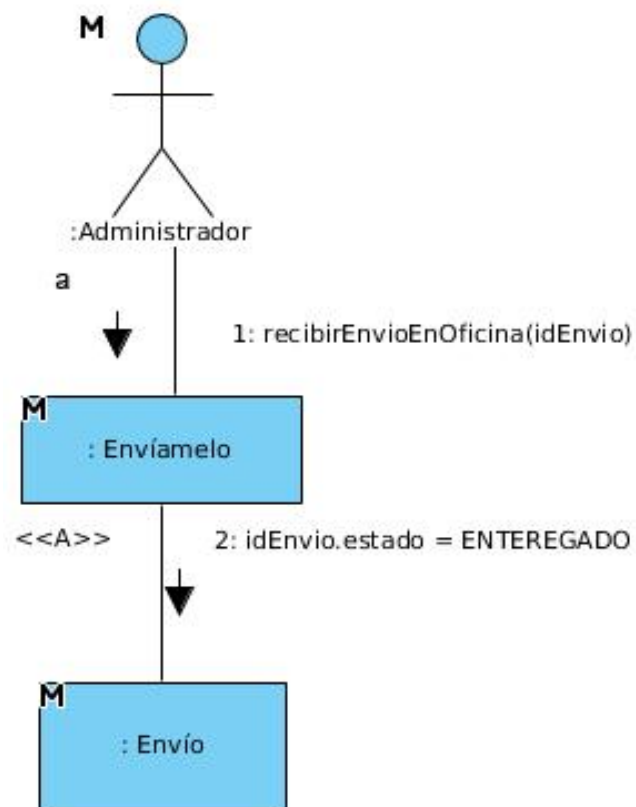 M
:Administrador
a
1: recibirEnvioEnOficina(idEnvio)
M
: Envíamelo
<<A>>
2: idEnvio.estado = ENTEREGADO
M
: Envío